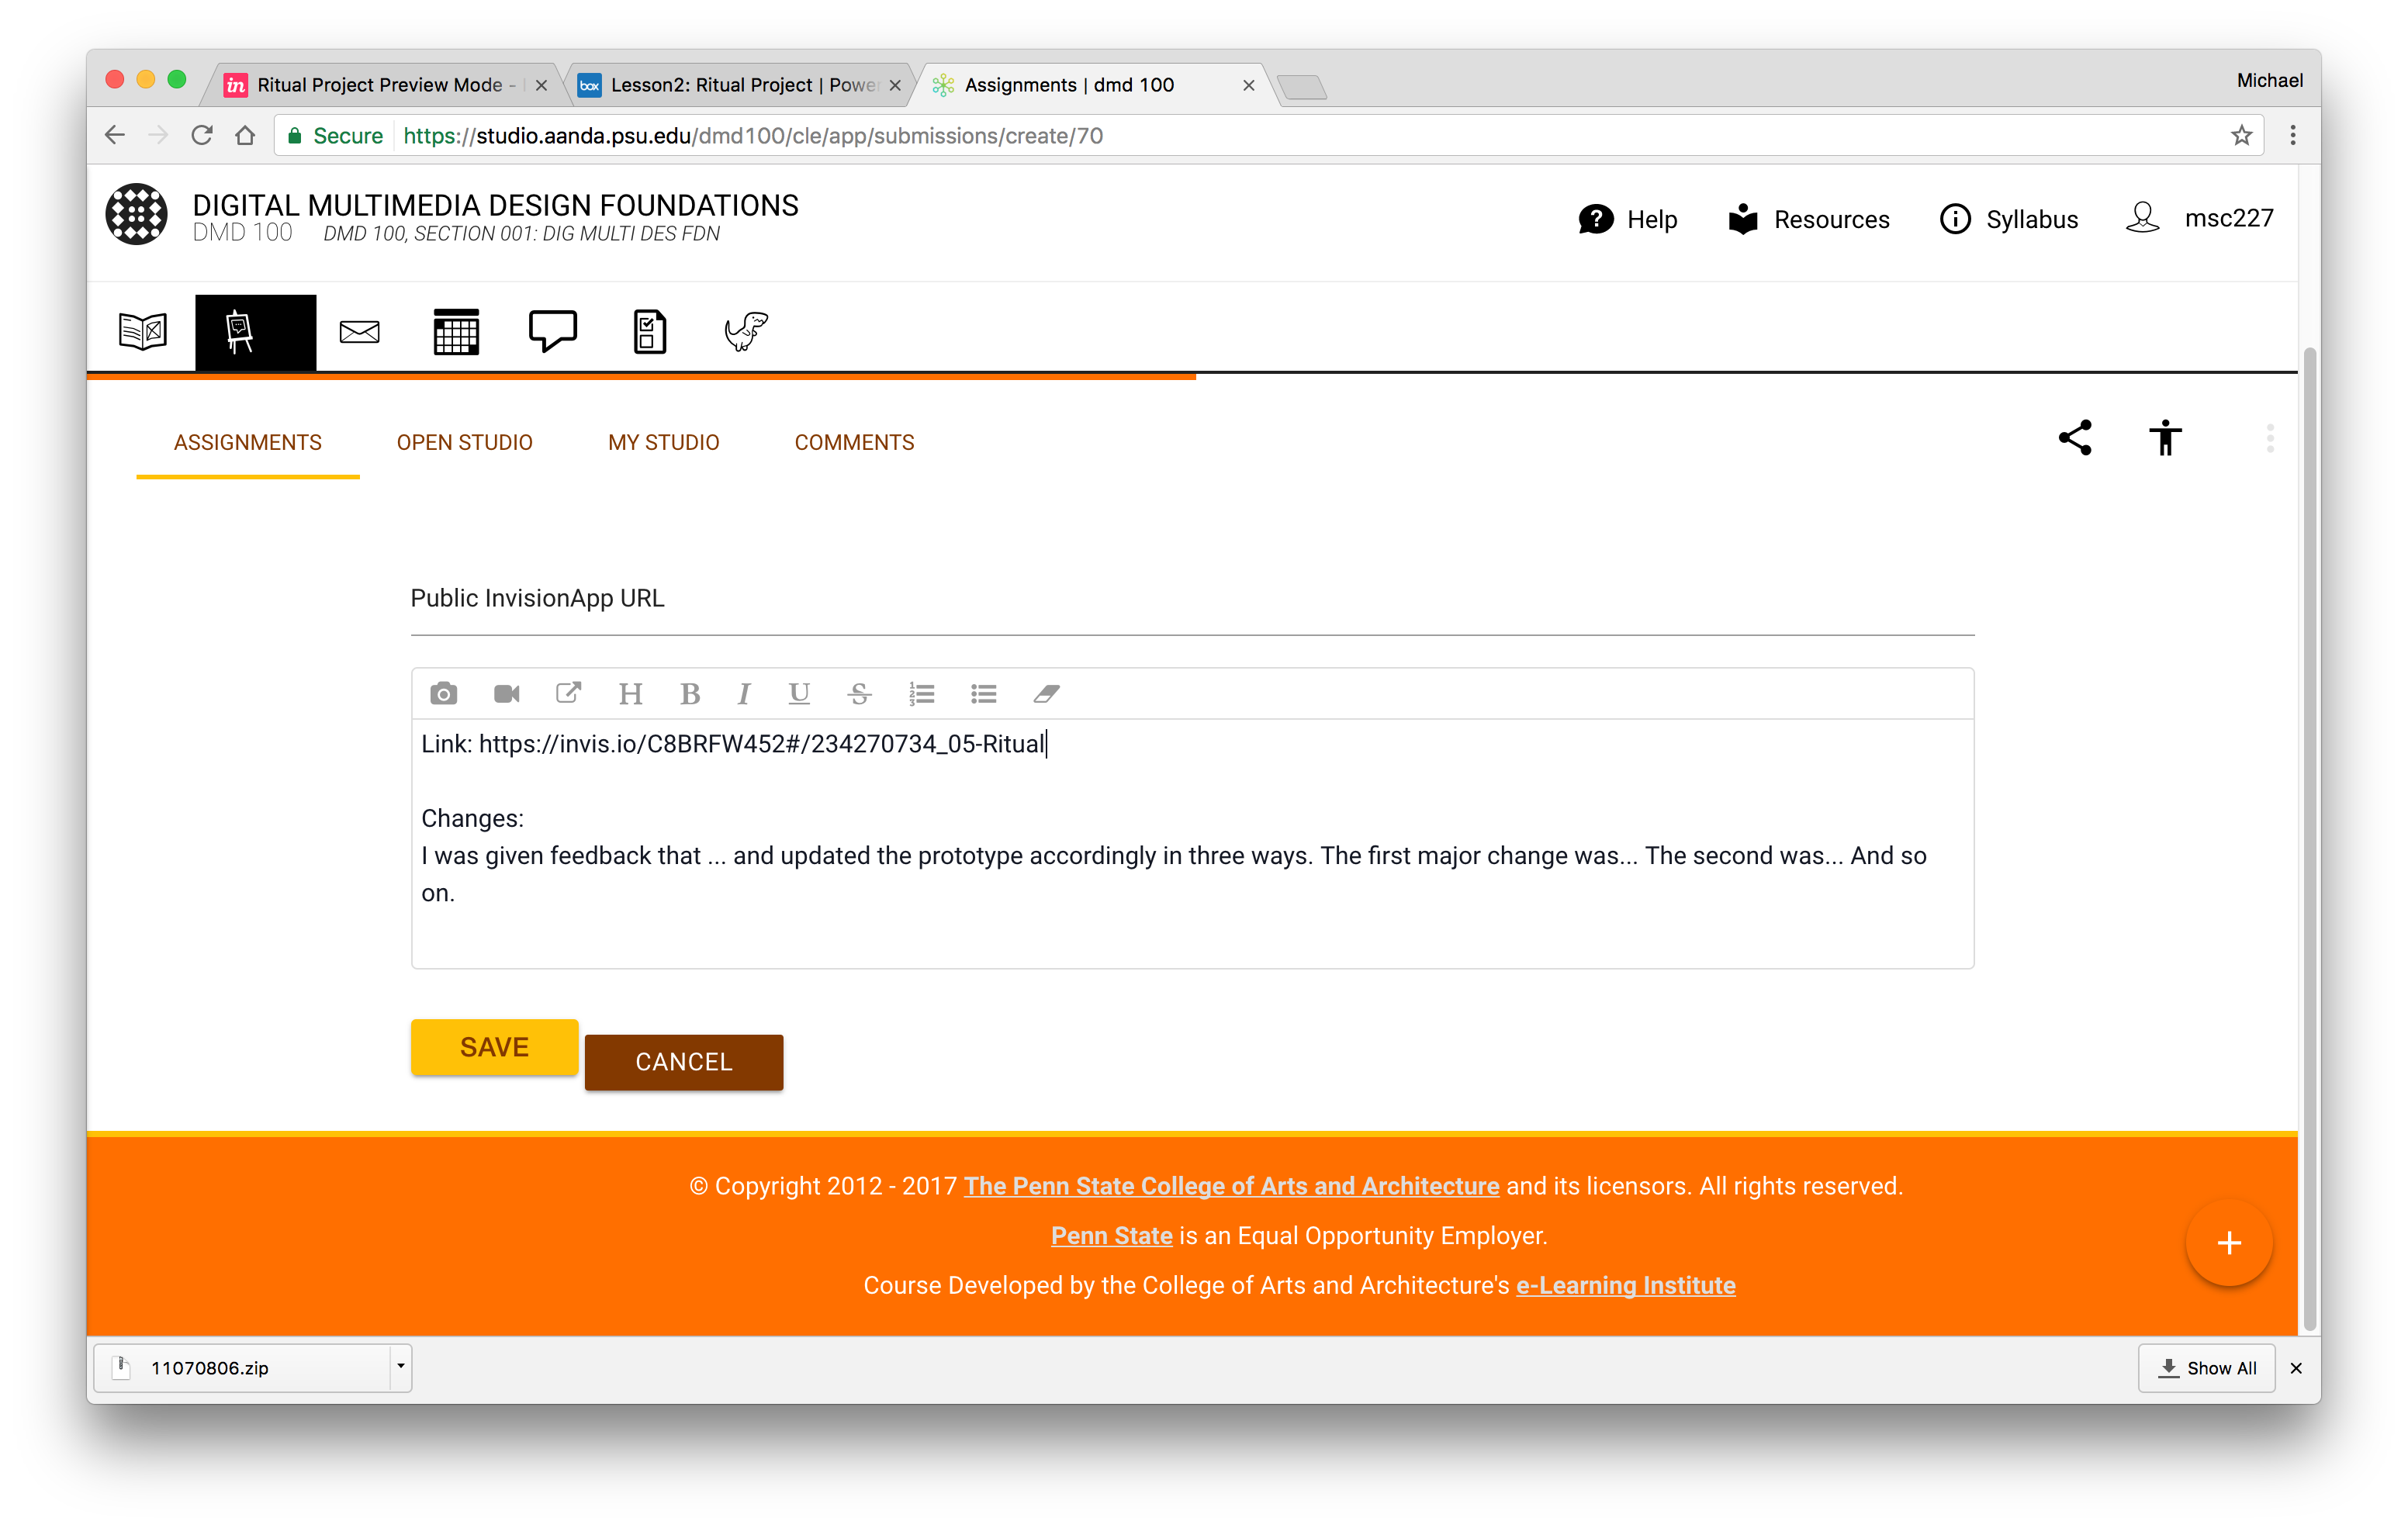 Ritual Project Preview Mode -
Lesson2: Ritual Project | Power
Assignments | dmd 100
Michael
Secure https://studio.aanda.psu.edu/dmd100/cle/app/submissions/create/70
DIGITAL MULTIMEDIA DESIGN FOUNDATIONS
DMD 100 DMD 100, SECTION 001: DIG MULTI DES FDN
Help Resources Syllabus msc227
ASSIGNMENTS OPEN STUDIO MY STUDIO COMMENTS
Public InvisionApp URL
H B I U S
Link: https://invis.io/C8BRFW452#/234270734_05-Ritual
Changes:
I was given feedback that ... and updated the prototype accordingly in three ways. The first major change was... The second was... And so
on.
SAVE CANCEL
© Copyright 2012 - 2017 The Penn State College of Arts and Architecture and its licensors. All rights reserved.
Penn State is an Equal Opportunity Employer.
Course Developed by the College of Arts and Architecture's e-Learning Institute
11070806.zip
Show All